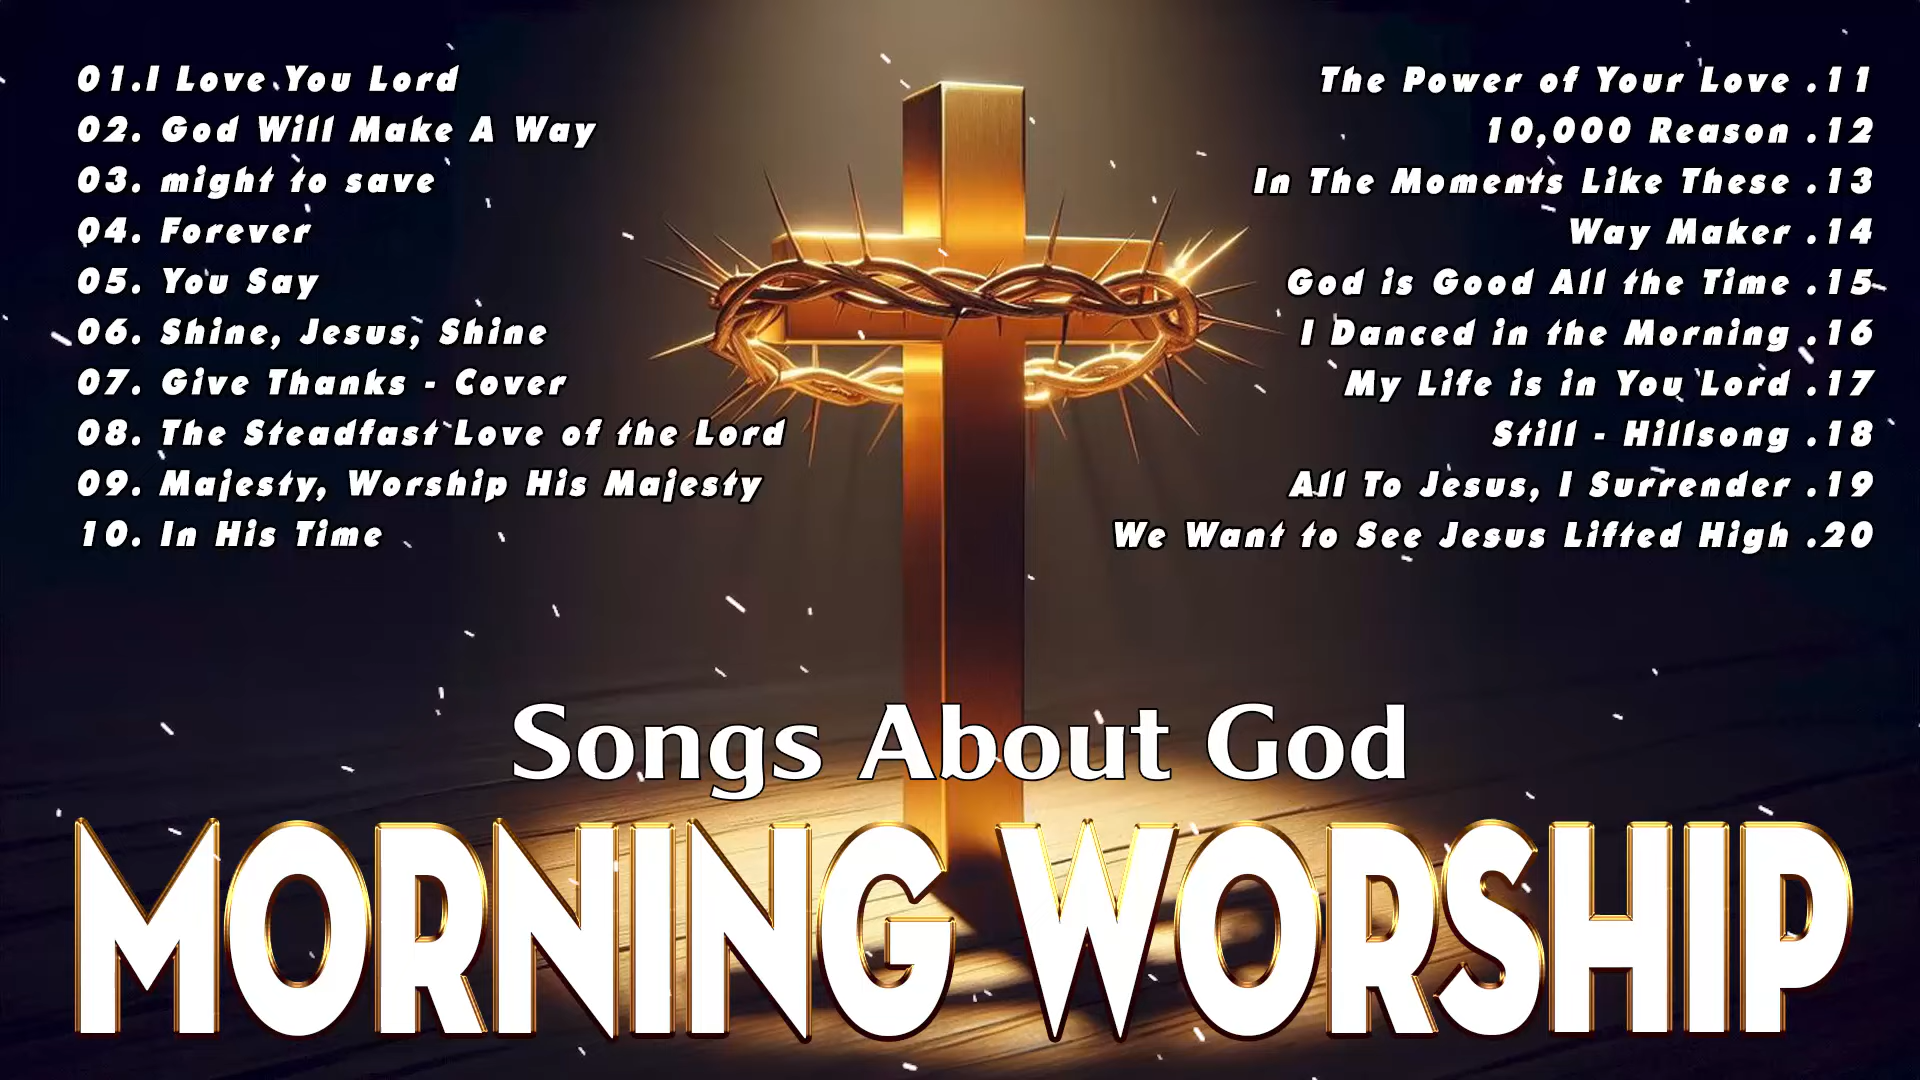 01.I Love You Lord
02. God Will Make A Way
03. might to save
04. Forever
05. You Say
06. Shine, Jesus, Shine
07. Give Thanks - Cover
08. The Steadfast Love of the Lord
09. Majesty, Worship His Majesty
10. In His Time
The Power of Your Love .11
10,000 Reason .12
In The Moments Like These .13
Way Maker .14
God is Good All the Time .15
I Danced in the Morning .16
My Life is in You Lord .17
Still - Hillsong .18
All To Jesus, I Surrender .19
We Want to See Jesus Lifted High .20
Songs About God
MORNING WORSHIP